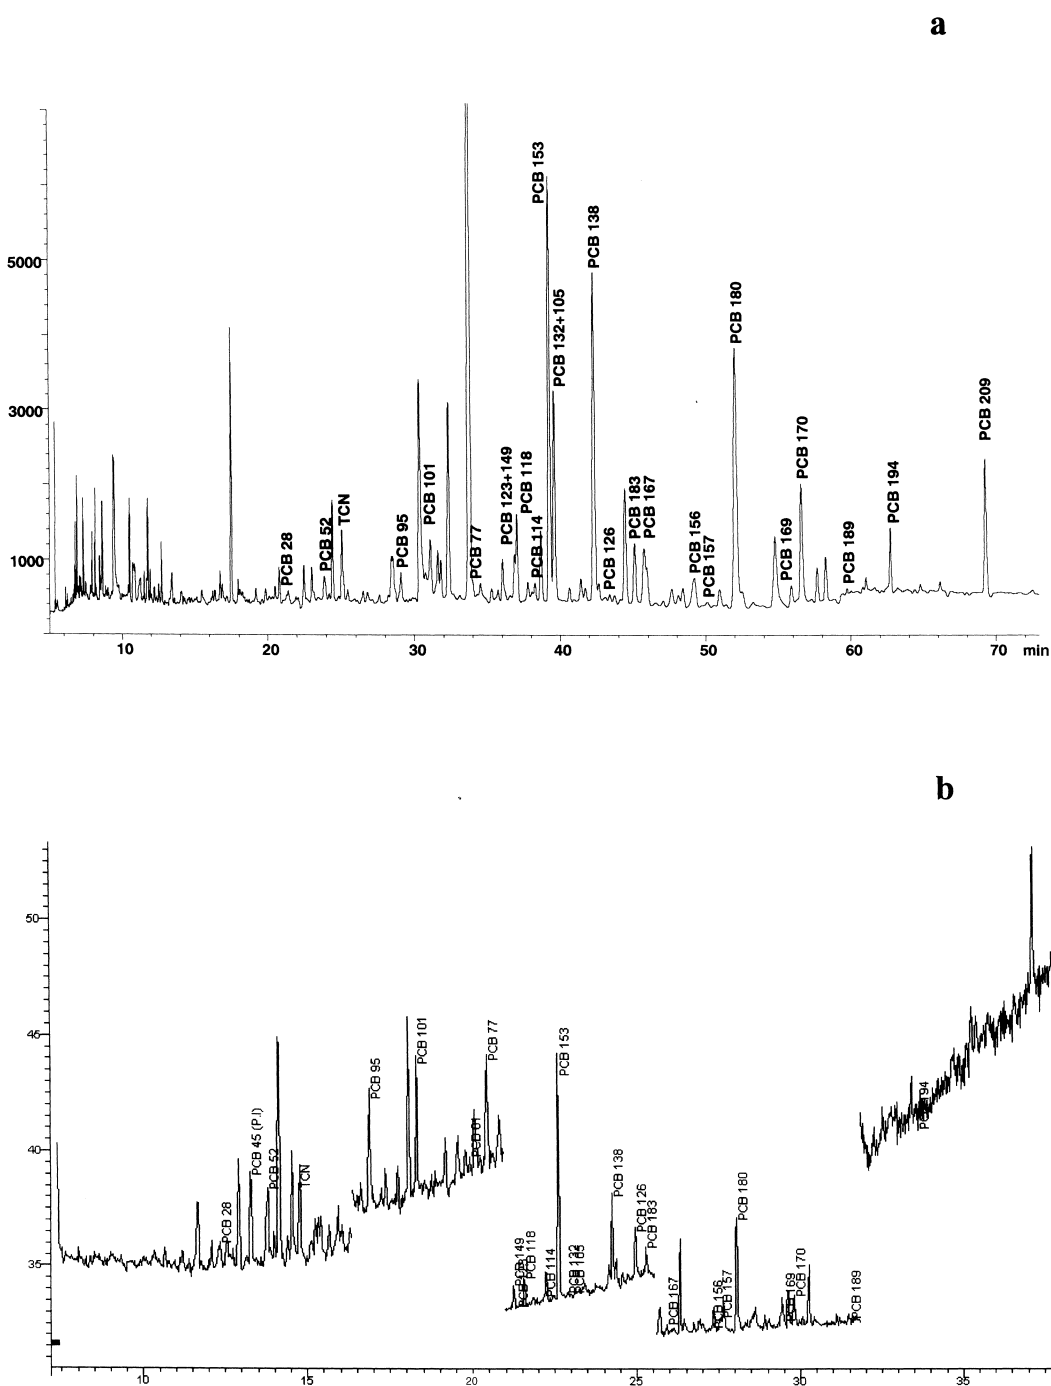 a
5000
3000
1000
PCB 28
PCB 52
TCN
PCB 95
PCB 101
PCB 77
PCB 123+149
PCB 118
PCB 114
PCB 153
PCB 132+105
PCB 138
PCB 126
PCB 183
PCB 167
PCB 156
PCB 157
PCB 180
PCB 169
PCB 170
PCB 189
PCB 194
PCB 209
10 20 30 40 50 60 70 min
b
50
45
40
35
PCB 28
PCB 45 (P.I)
PCB 52
TCN
PCB 95
PCB 101
PCB 77
PCB 149
PCB 118
PCB 114
PCB 153
PCB 132
PCB 105
PCB 138
PCB 126
PCB 183
PCB 167
PCB 156
PCB 157
PCB 180
PCB 169
PCB 170
PCB 189
PCB 194
10 15 20 25 30 35